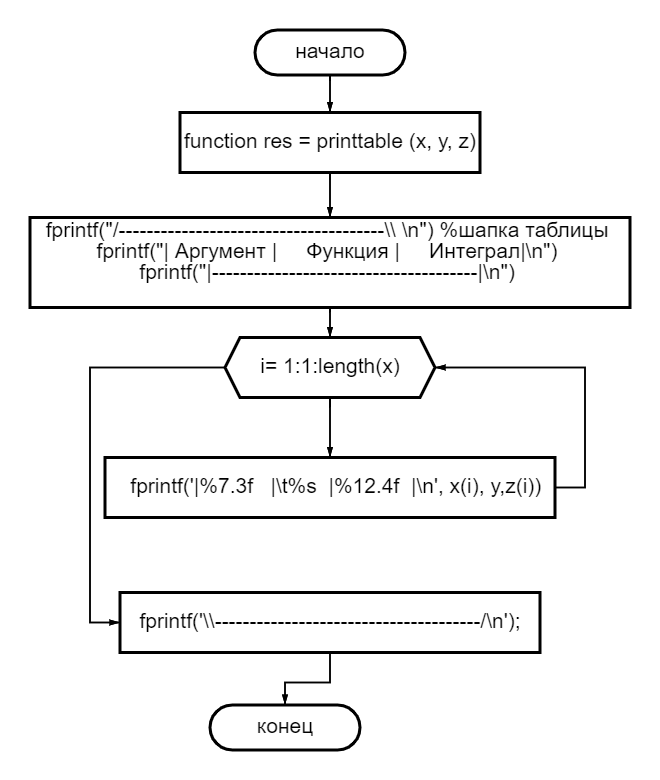 начало
function res = printtable (x, y, z)
fprintf("/---------------------------------------\\ \n") %шапка таблицы
fprintf("| Аргумент |     Функция |     Интеграл|\n")
fprintf("|---------------------------------------|\n")
i= 1:1:length(x)
fprintf('|%7.3f   |\t%s  |%12.4f  |\n', x(i), y,z(i))
fprintf('\\---------------------------------------/\n');
конец